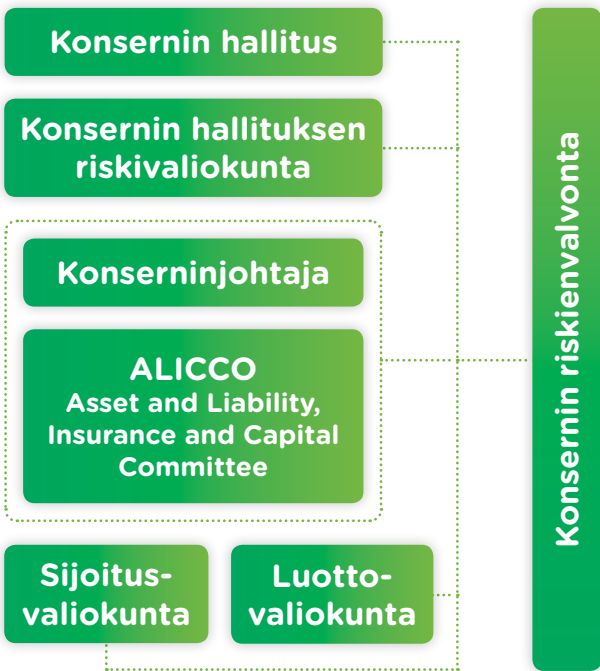 Konsernin hallitus
Konsernin hallituksen
riskivaliokunta
Konserninjohtaja
ALICCO
Asset and Liability,
Insurance and Capital
Committee
Sijoitus-
valiokunta
Luotto-
valiokunta
Konsernin riskienvalvonta